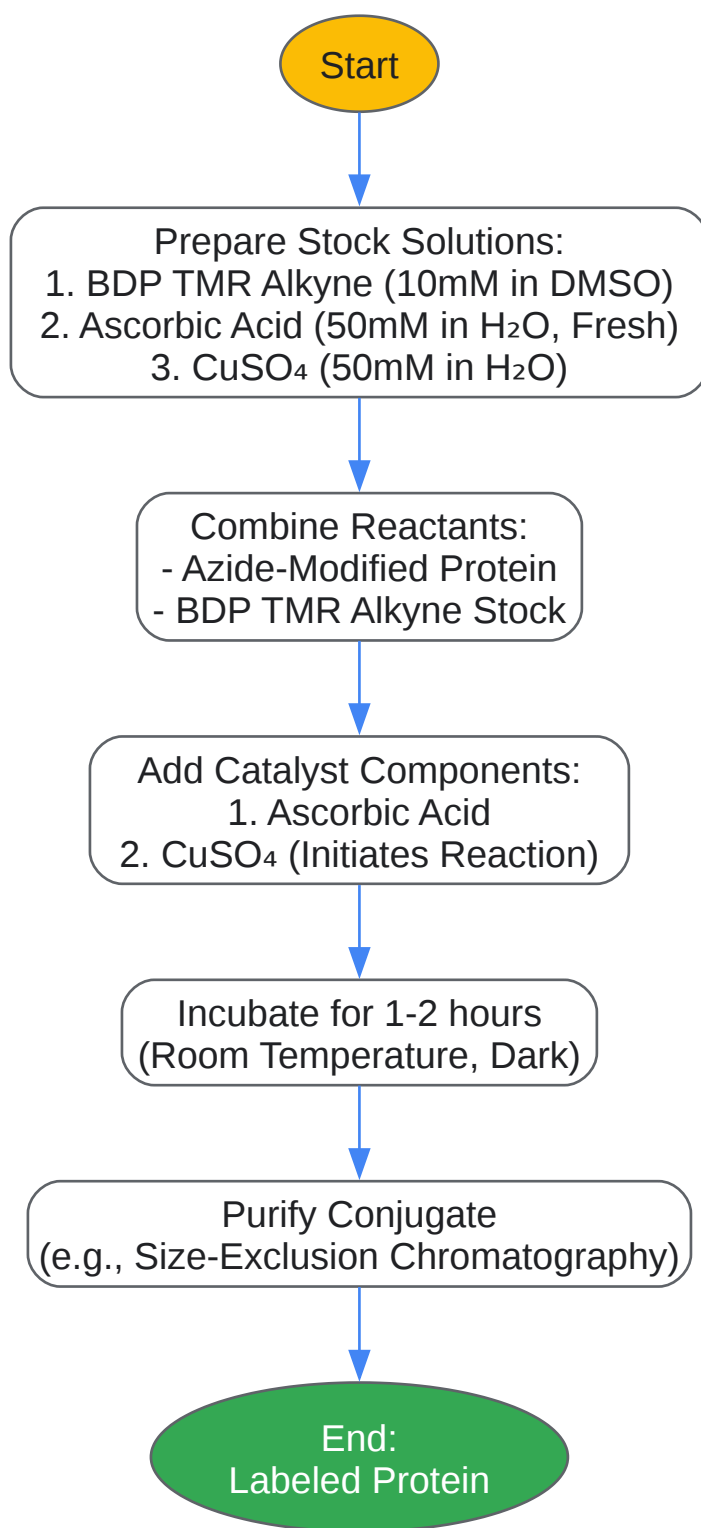 Start
Prepare Stock Solutions:
1. BDP TMR Alkyne (10mM in DMSO)
2. Ascorbic Acid (50mM in H₂O, Fresh)
3. CuSO₄ (50mM in H₂O)
Combine Reactants:
- Azide-Modified Protein
- BDP TMR Alkyne Stock
Add Catalyst Components:
1. Ascorbic Acid
2. CuSO₄ (Initiates Reaction)
Incubate for 1-2 hours
(Room Temperature, Dark)
Purify Conjugate
(e.g., Size-Exclusion Chromatography)
End:
Labeled Protein